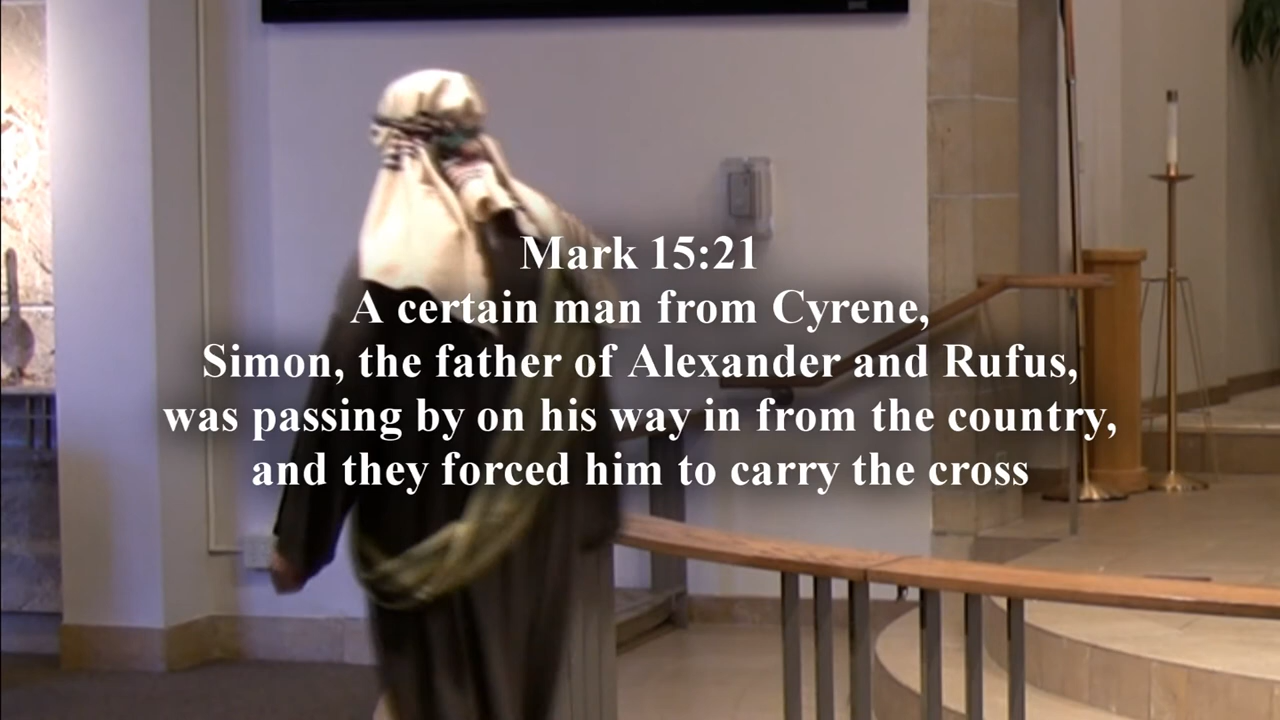 Mark 15:21
A certain man from Cyrene,
Simon, the father of Alexander and Rufus,
was passing by on his way in from the country,
and they forced him to carry the cross